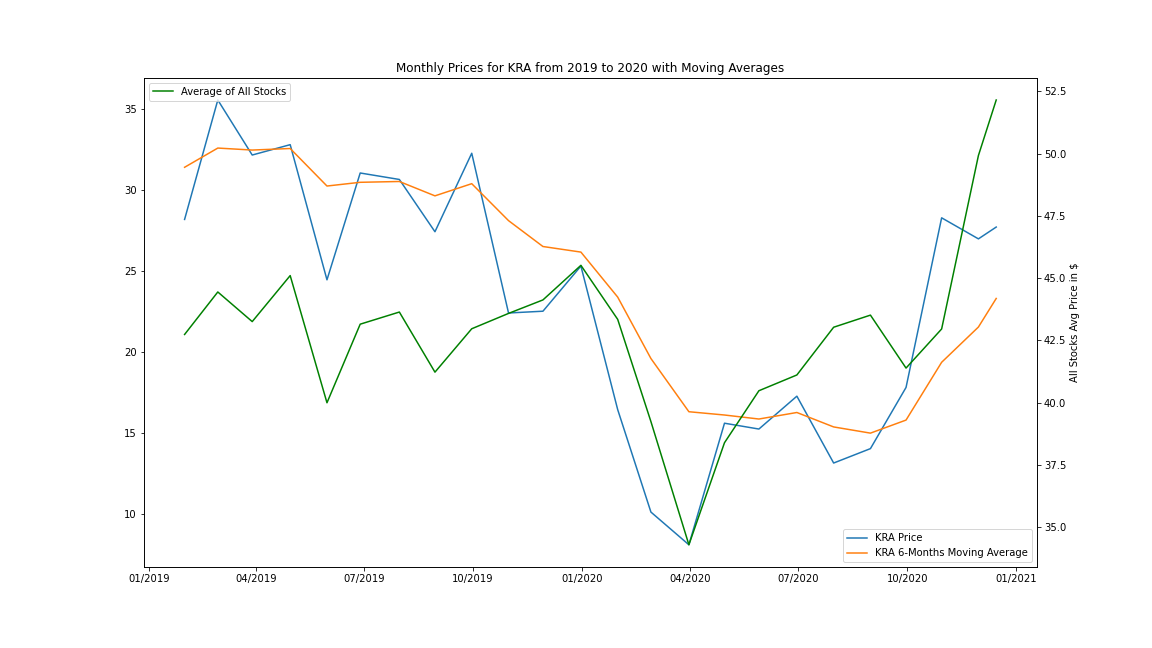 Monthly Prices for KRA from 2019 to 2020 with Moving Averages
Average of All Stocks
35
30
25
20
15
10
52.5
50.0
47.5
45.0
42.5
40.0
37.5
35.0
All Stocks Avg Price in $
KRA Price
KRA 6-Months Moving Average
01/2019 04/2019 07/2019 10/2019 01/2020 04/2020 07/2020 10/2020 01/2021